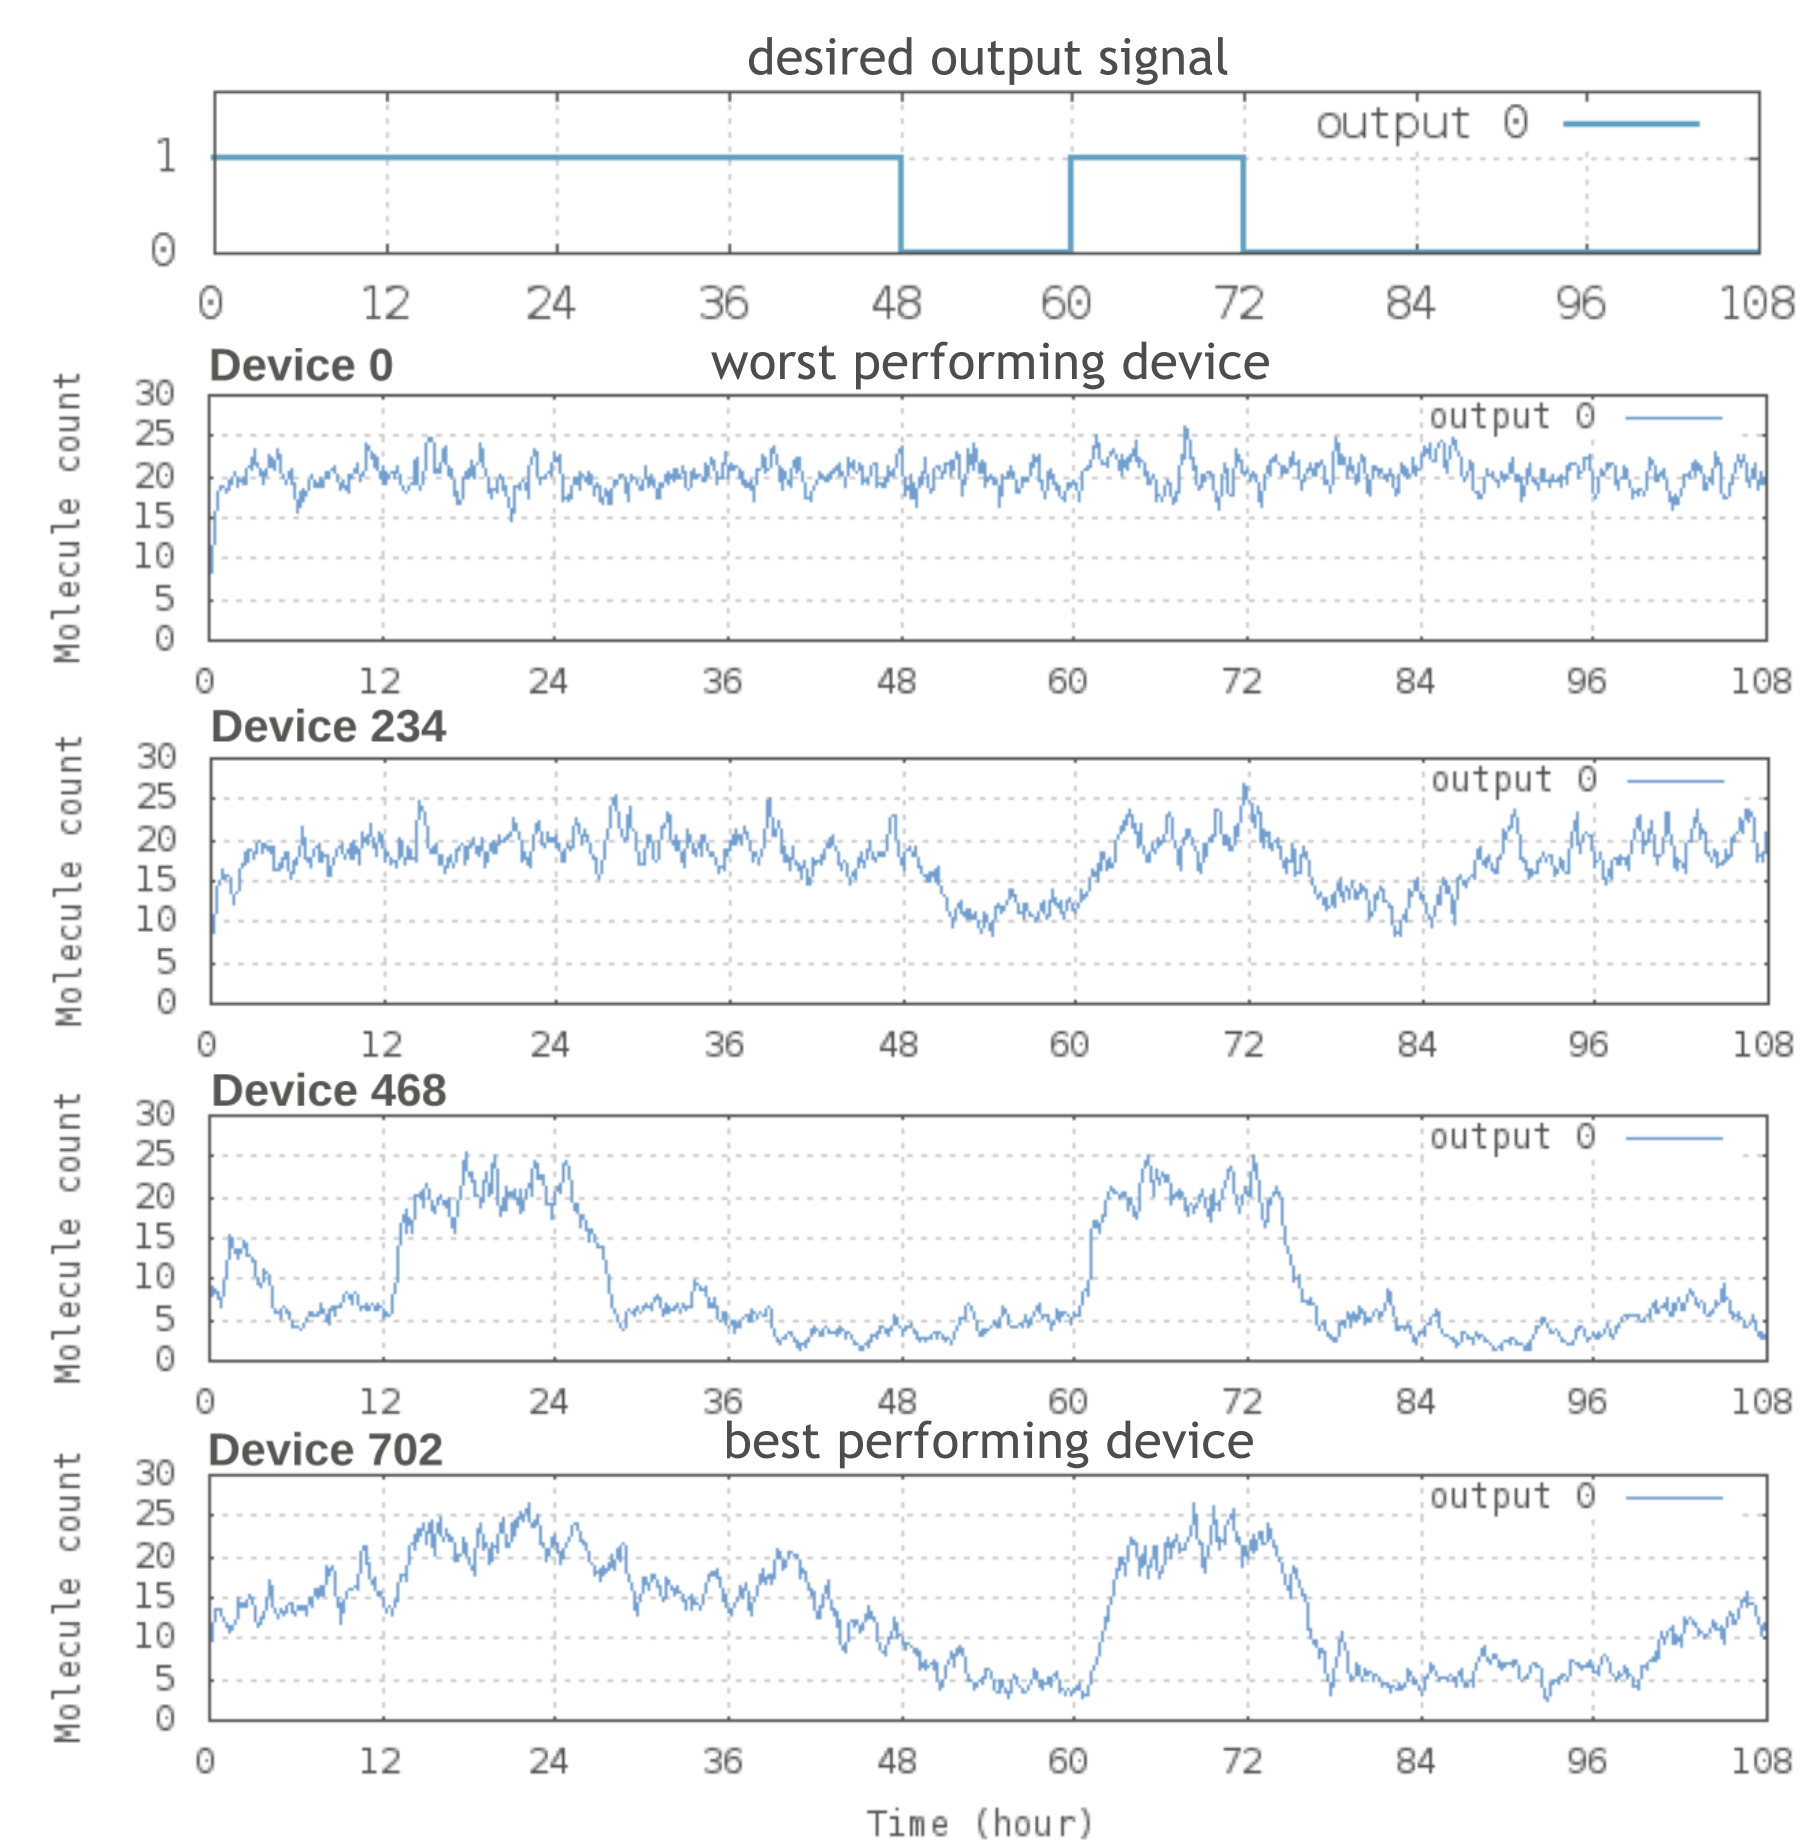 desired output signal
output 0
1
0
0 12 24 36 48 60 72 84 96 108
Device 0 worst performing device
Molecule count
30
output 0
25
20
15
10
5
0
0 12 24 36 48 60 72 84 96 108
Device 234
Molecule count
30
output 0
25
20
15
10
5
0
0 12 24 36 48 60 72 84 96 108
Device 468
Molecule count
30
output 0
25
20
15
10
5
0
0 12 24 36 48 60 72 84 96 108
Device 702 best performing device
Molecule count
30
output 0
25
20
15
10
5
0
0 12 24 36 48 60 72 84 96 108
Time (hour)